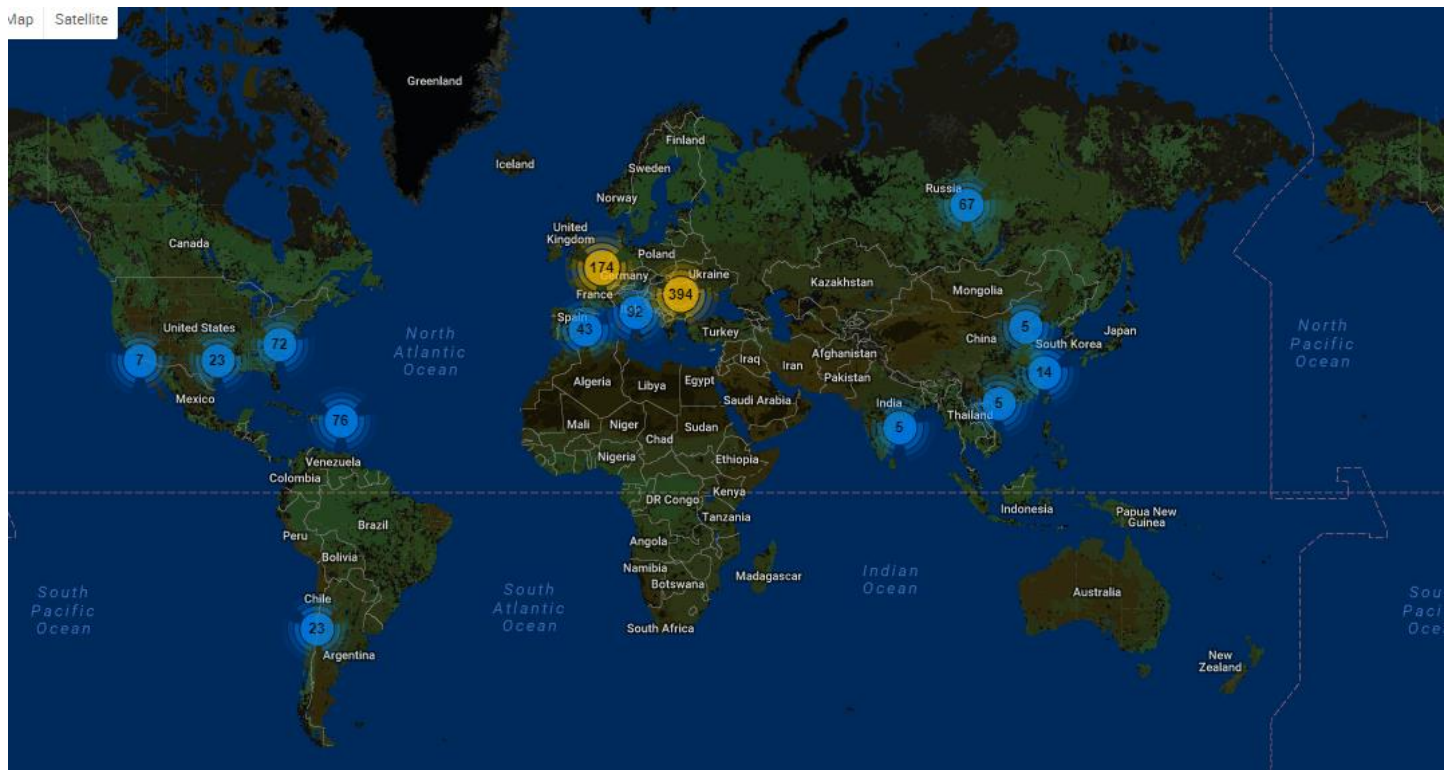 Map Satellite
Greenland
Iceland
Finland
Sweden
Norway
Russia
67
United
Kingdom
Canada
Poland
174
Germany
Ukraine
Kazakhstan
Mongolia
France
394
92
Spain
43
United States
North
Atlantic
Ocean
Turkey
China
5
South Korea
Japan
North
Pacific
Ocean
7
23
72
Iraq
Iran
Afghanistan
Pakistan
14
Mexico
Algeria
Libya
Egypt
Saudi Arabia
India
5
Thailand
5
76
Mali
Niger
Chad
Sudan
Venezuela
Colombia
Nigeria
Ethiopia
DR Congo
Kenya
Tanzania
Indonesia
Papua New
Guinea
Brazil
Peru
Bolivia
Angola
Namibia
Botswana
Madagascar
Indian
Ocean
Australia
South
Pacific
Ocean
Chile
South
Atlantic
Ocean
23
South Africa
Argentina
New
Zealand